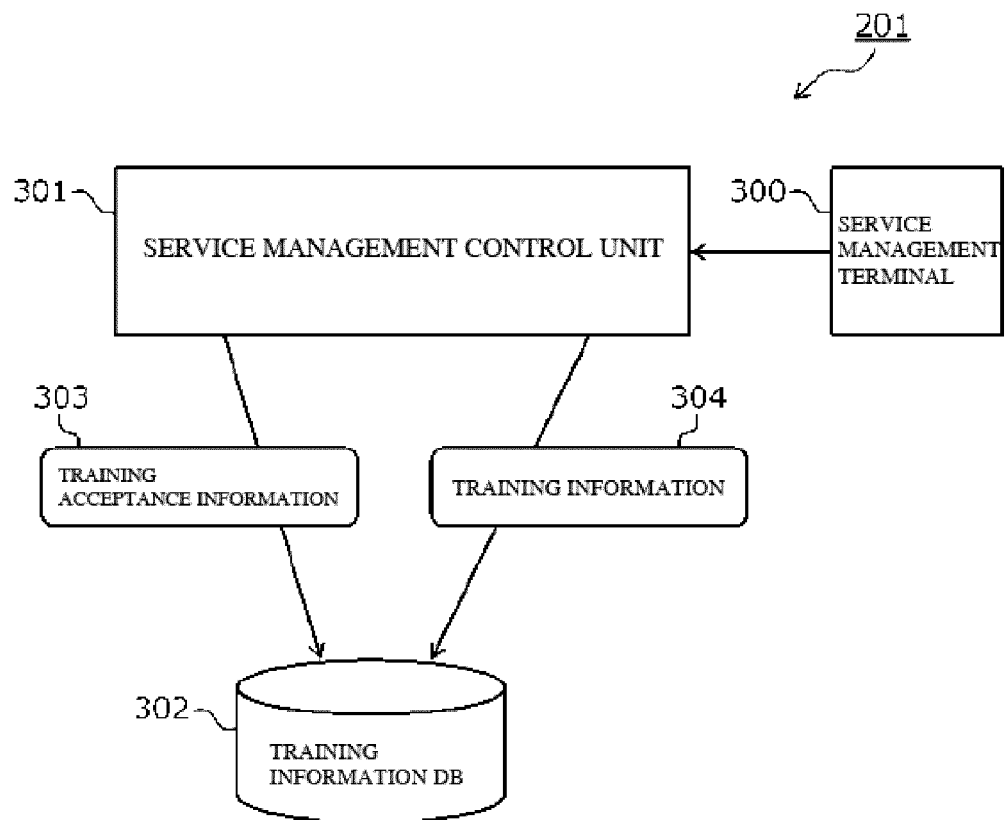 201
301
SERVICE MANAGEMENT CONTROL UNIT
300
SERVICE
MANAGEMENT
TERMINAL
303
TRAINING
ACCEPTANCE INFORMATION
304
TRAINING INFORMATION
302
TRAINING
INFORMATION DB